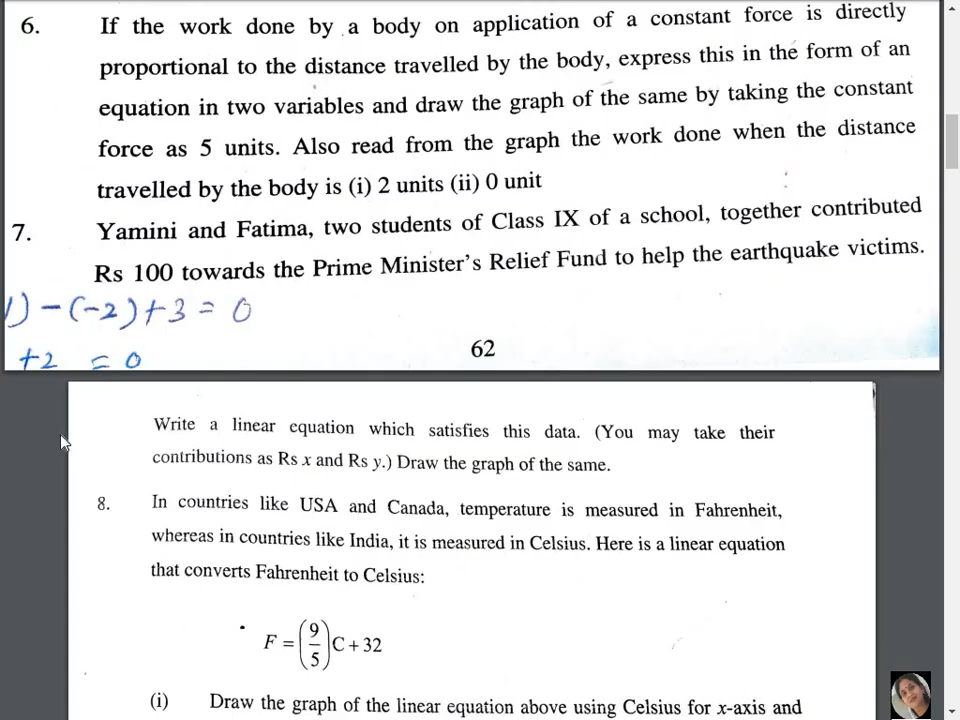 6. If the work done by a body on application of a constant force is directly
proportional to the distance travelled by the body, express this in the form of an
equation in two variables and draw the graph of the same by taking the constant
force as 5 units. Also read from the graph the work done when the distance
travelled by the body is (i) 2 units (ii) 0 unit
7. Yamini and Fatima, two students of Class IX of a school, together contributed
Rs 100 towards the Prime Minister's Relief Fund to help the earthquake victims.
1) - (-2) + 3 = 0
+2 = 0
62
Write a linear equation which satisfies this data. (You may take their
contributions as Rs x and Rs y.) Draw the graph of the same.
8. In countries like USA and Canada, temperature is measured in Fahrenheit,
whereas in countries like India, it is measured in Celsius. Here is a linear equation
that converts Fahrenheit to Celsius:
F = (9/5) C + 32
(i) Draw the graph of the linear equation above using Celsius for x-axis and